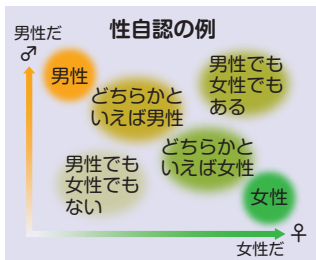 性自認の例
男性だ
♂
男性
どちらかと
いえば男性
男性でも
女性でも
ある
男性でも
女性でも
ない
どちらかと
いえば女性
女性
♀
女性だ